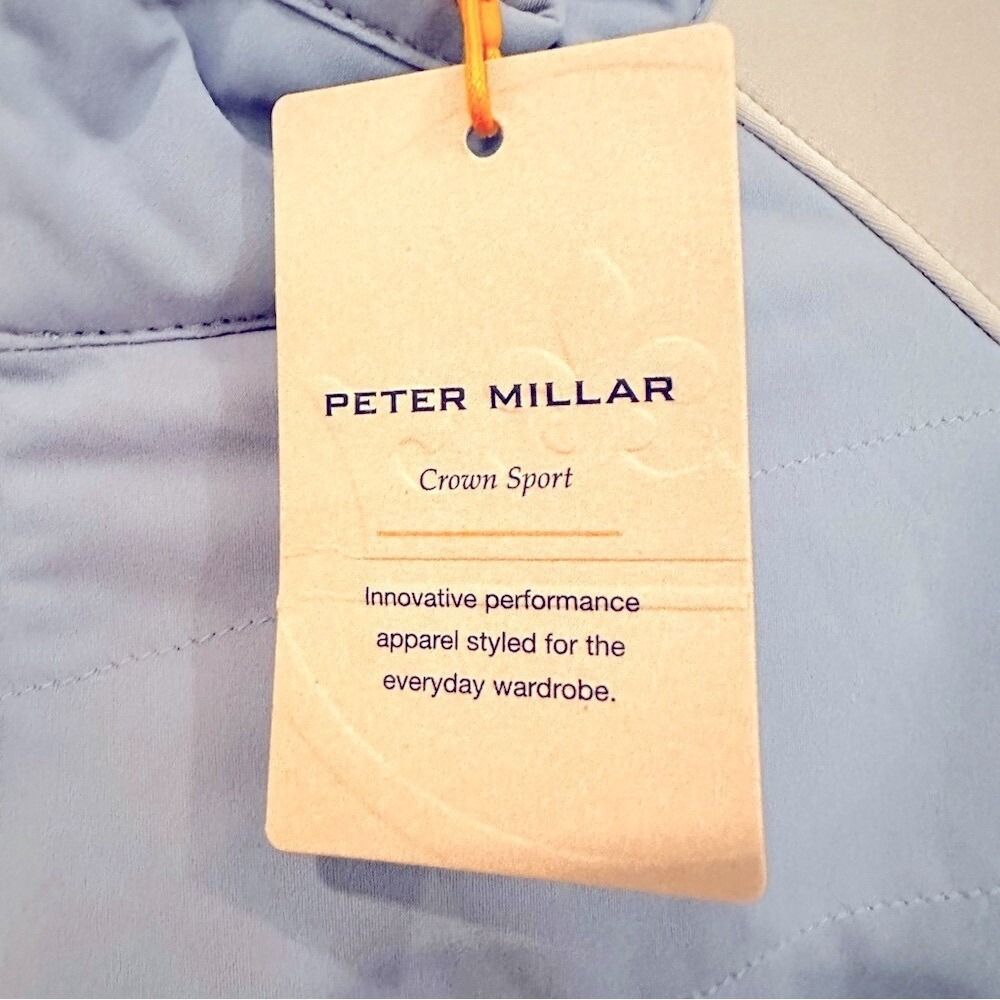 PETER MILLAR
Crown Sport
Innovative performance
apparel styled for the
everyday wardrobe.